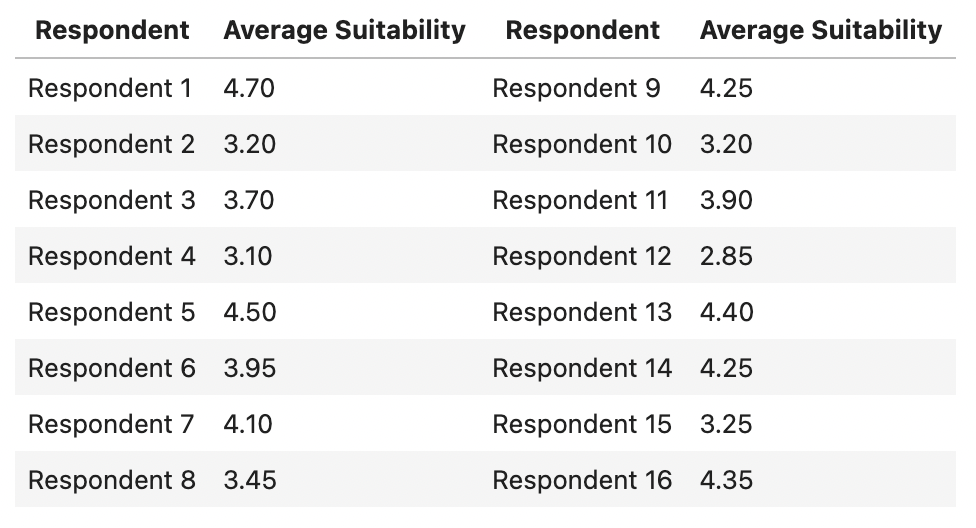 Respondent Average Suitability Respondent Average Suitability
Respondent 1 4.70 Respondent 9 4.25
Respondent 2 3.20 Respondent 10 3.20
Respondent 3 3.70 Respondent 11 3.90
Respondent 4 3.10 Respondent 12 2.85
Respondent 5 4.50 Respondent 13 4.40
Respondent 6 3.95 Respondent 14 4.25
Respondent 7 4.10 Respondent 15 3.25
Respondent 8 3.45 Respondent 16 4.35